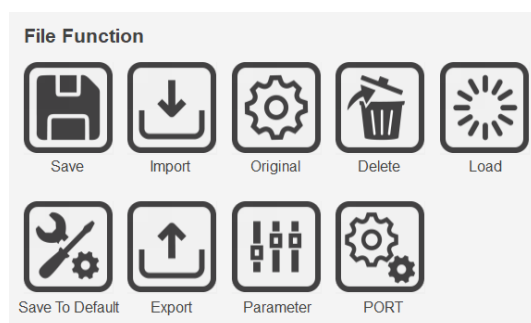 File Function
Save Import Original Delete Load
Save To Default Export Parameter PORT